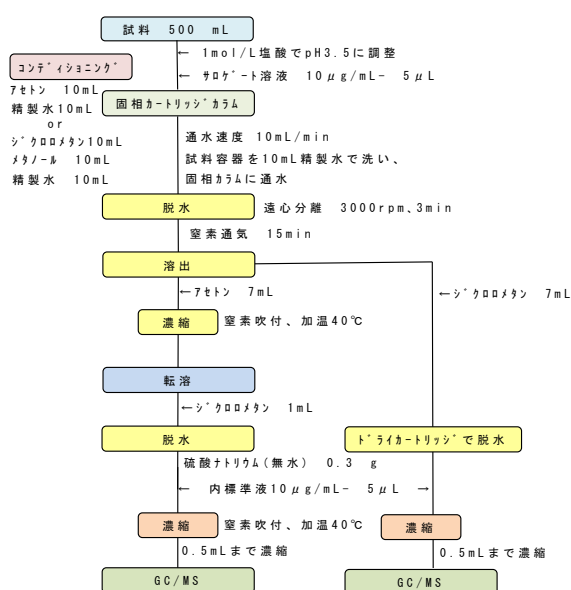 試料 500 mL
← 1mol/L塩酸でpH3.5に調整
コンディショニング
← サロゲート溶液 10μg/mL- 5μL
アセトン 10mL
精製水10mL
or
ジクロロメタン10mL
メタノール 10mL
精製水 10mL
固相カートリッジカラム
通水速度 10mL/min
試料容器を10mL精製水で洗い、
固相カラムに通水
脱水 遠心分離 3000rpm、3min
窒素通気 15min
溶出
←アセトン 7mL
←ジクロロメタン 7mL
濃縮 窒素吹付、加温40℃
転溶
←ジクロロメタン 1mL
脱水
ドライカートリッジで脱水
硫酸ナトリウム(無水) 0.3 g
← 内標準液10μg/mL- 5μL →
濃縮 窒素吹付、加温40℃
濃縮
0.5mLまで濃縮
0.5mLまで濃縮
GC/MS
GC/MS